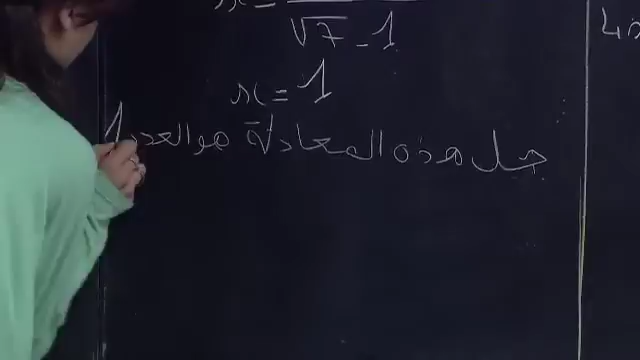 x =
√7 - 1
x = 1
حل هذه المعادلة هو العدد 1